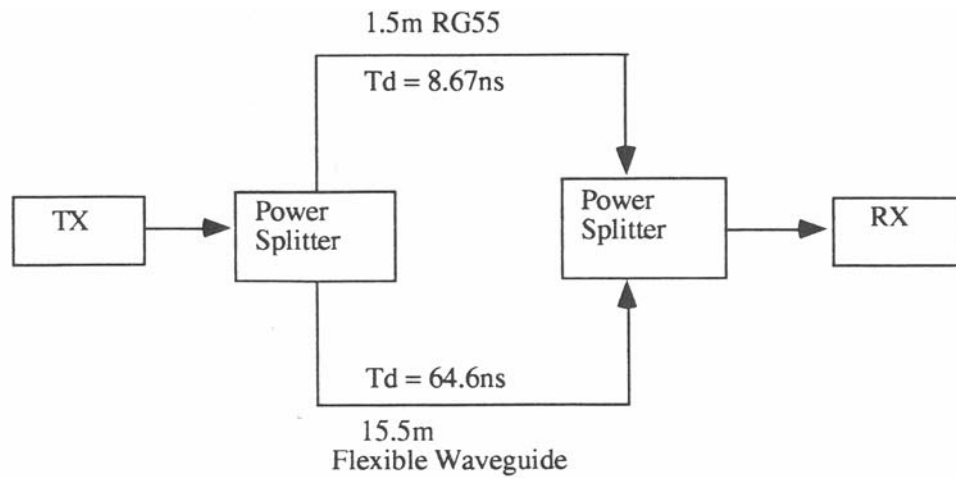 1.5m RG55
Td = 8.67ns
TX
Power
Splitter
Power
Splitter
RX
Td = 64.6ns
15.5m
Flexible Waveguide